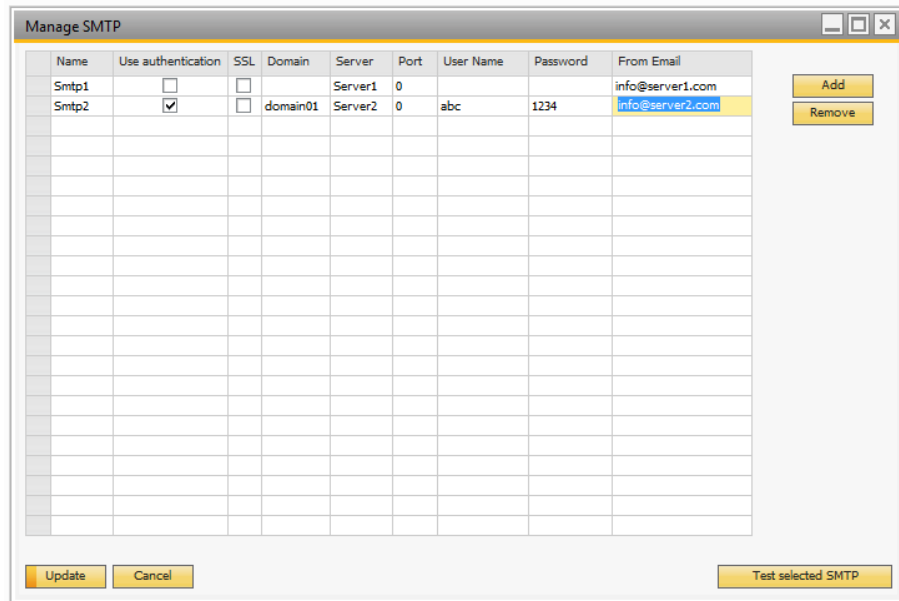 Manage SMTP
Name Use authentication SSL Domain Server Port User Name Password From Email
Smtp1 Server1 0 info@server1.com
Smtp2 domain01 Server2 0 abc 1234 info@server2.com
Add
Remove
Update Cancel Test selected SMTP